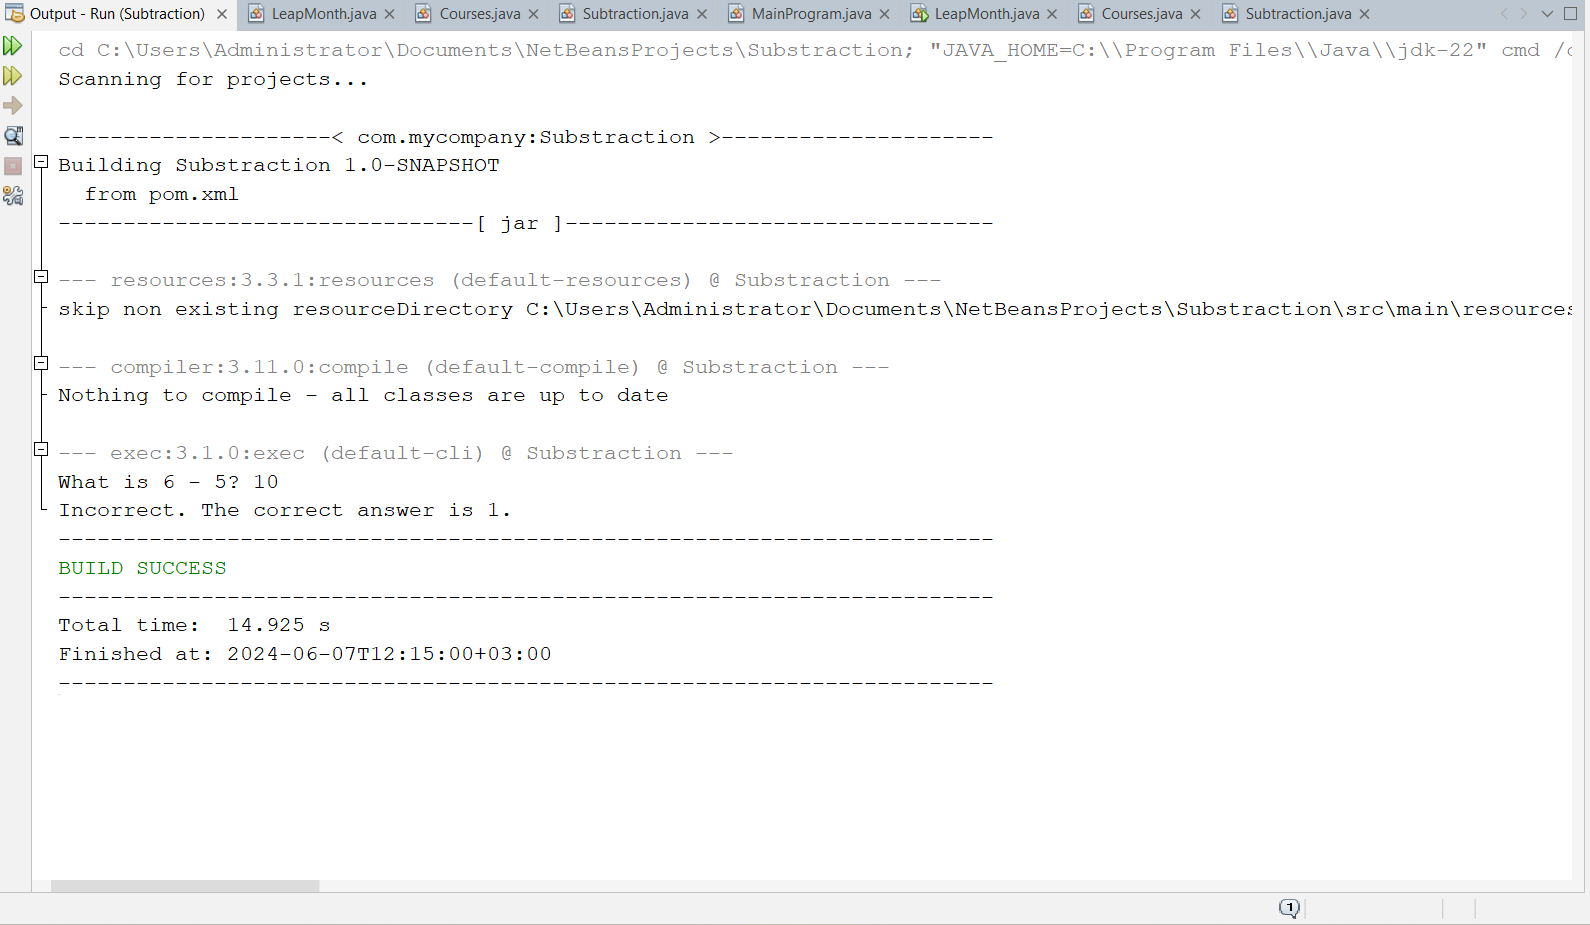 Output - Run (Subtraction) LeapMonth.java Courses.java Subtraction.java MainProgram.java LeapMonth.java Courses.java Subtraction.java
cd C:\Users\Administrator\Documents\NetBeansProjects\Substraction; "JAVA_HOME=C:\\Program Files\\Java\\jdk-22" cmd /c
Scanning for projects...
---------------------< com.mycompany:Substraction >---------------------
Building Substraction 1.0-SNAPSHOT
from pom.xml
--------------------------------[ jar ]---------------------------------
--- resources:3.3.1:resources (default-resources) @ Substraction ---
skip non existing resourceDirectory C:\Users\Administrator\Documents\NetBeansProjects\Substraction\src\main\resources
--- compiler:3.11.0:compile (default-compile) @ Substraction ---
Nothing to compile - all classes are up to date
--- exec:3.1.0:exec (default-cli) @ Substraction ---
What is 6 - 5? 10
Incorrect. The correct answer is 1.
------------------------------------------------------------------------
BUILD SUCCESS
------------------------------------------------------------------------
Total time:  14.925 s
Finished at: 2024-06-07T12:15:00+03:00
------------------------------------------------------------------------
1